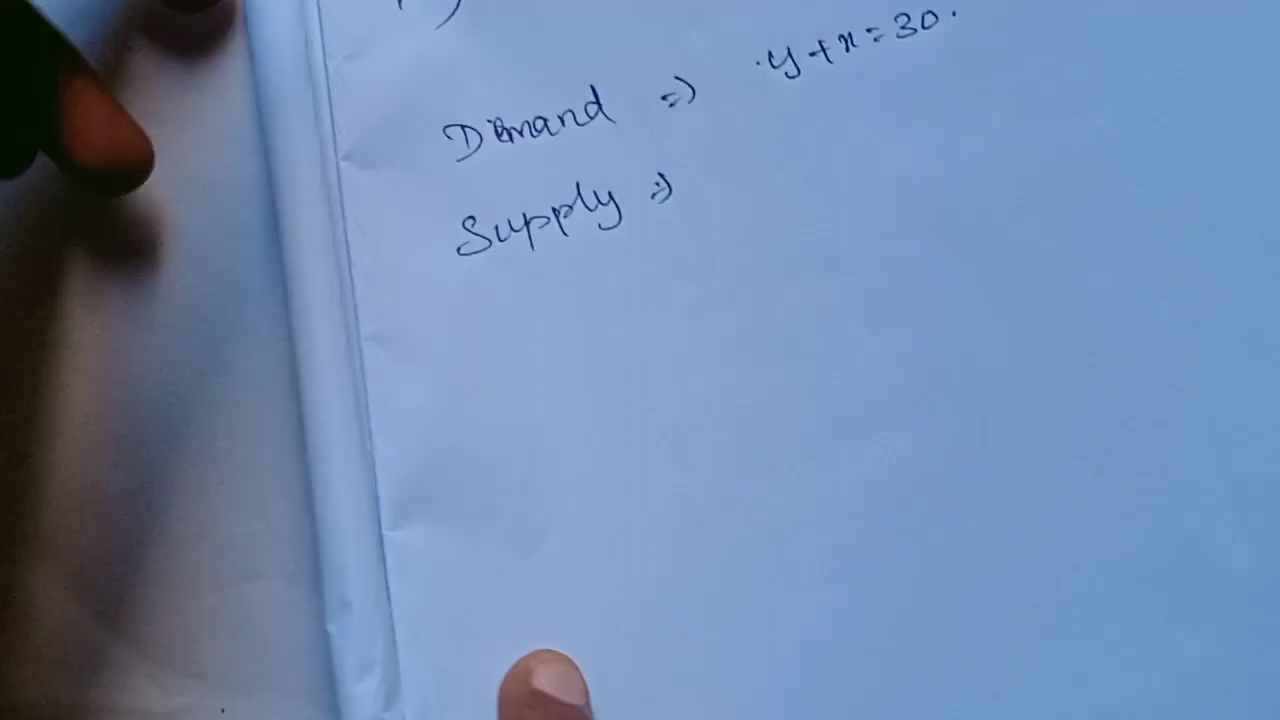 Demand => y + x = 30.
Supply =>